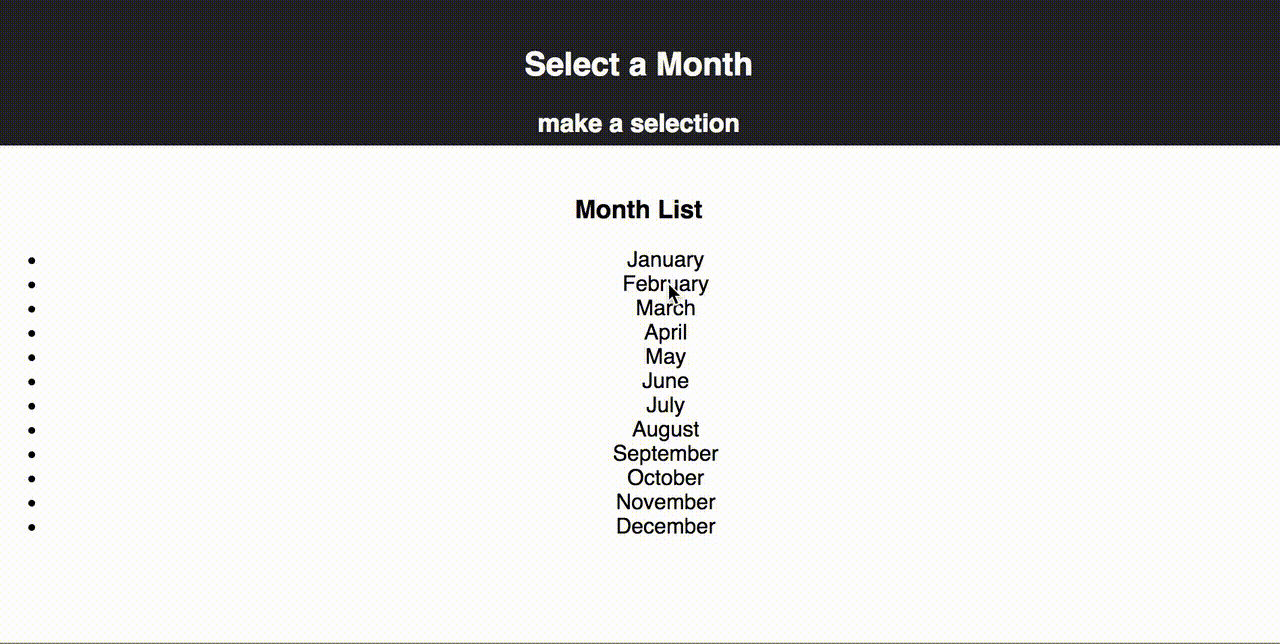 Select a Month
make a selection
Month List
January
February
March
April
May
June
July
August
September
October
November
December